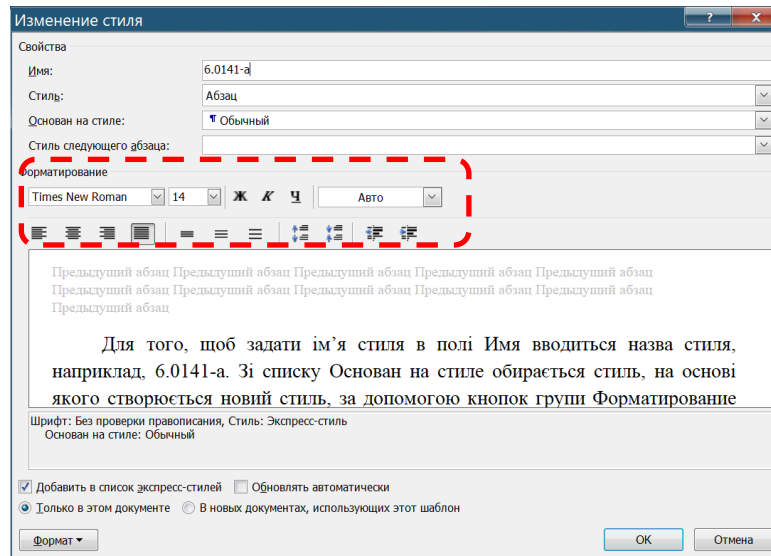 Изменение стиля
Свойства
Имя: 6.0141-а
Стиль: Абзац
Основан на стиле: ¶ Обычный
Стиль следующего абзаца:
Форматирование
Times New Roman 14 Ж К Ч Авто
Предыдущий абзац Предыдущий абзац Предыдущий абзац Предыдущий абзац Предыдущий абзац
Предыдущий абзац Предыдущий абзац Предыдущий абзац Предыдущий абзац Предыдущий абзац
Предыдущий абзац
Для того, щоб задати ім’я стиля в полі Имя вводиться назва стиля,
наприклад, 6.0141-а. Зі списку Основан на стиле обирається стиль, на основі
якого створюється новий стиль, за допомогою кнопок групи Форматирование
Шрифт: Без проверки правописания, Стиль: Экспресс-стиль
Основан на стиле: Обычный
Добавить в список экспресс-стилей Обновлять автоматически
Только в этом документе В новых документах, использующих этот шаблон
Формат ОК Отмена